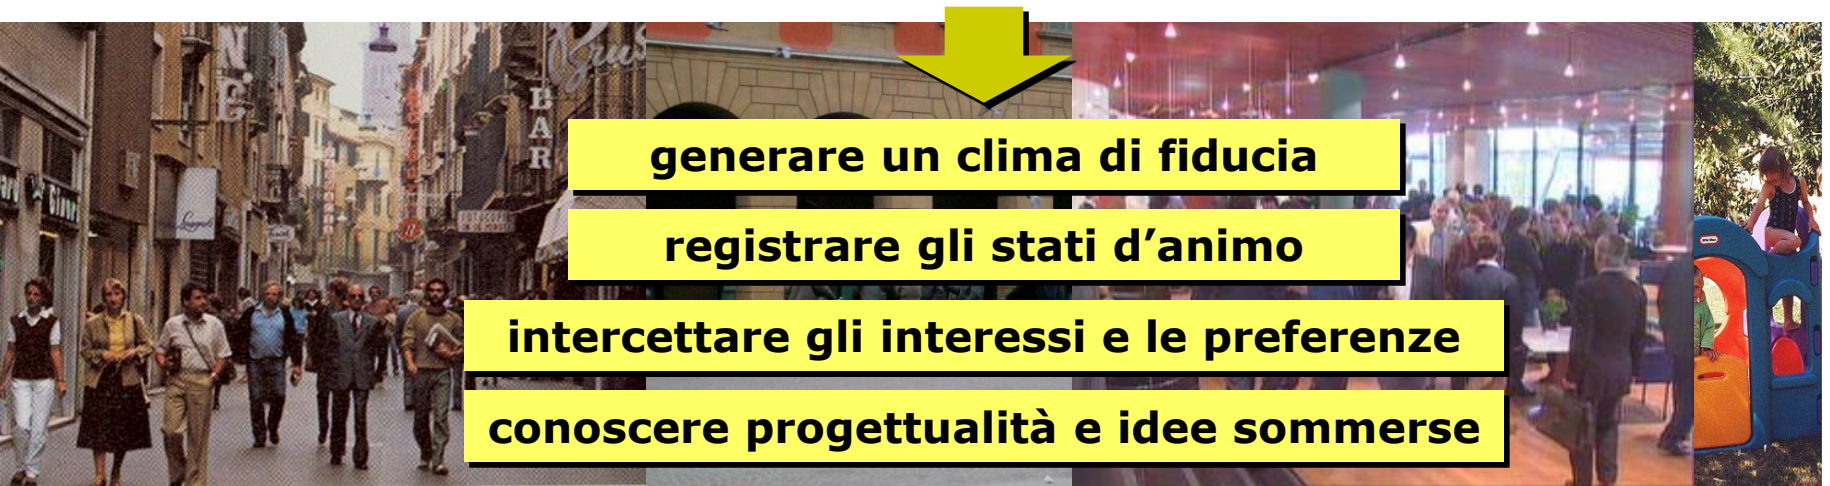 generare un clima di fiducia
registrare gli stati d’animo
intercettare gli interessi e le preferenze
conoscere progettualità e idee sommerse
N.E
BAR